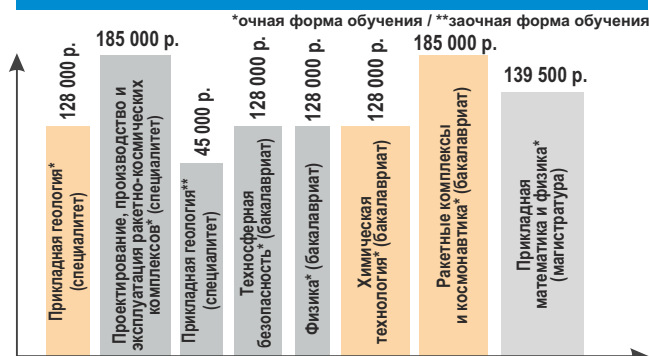 *очная форма обучения / **заочная форма обучения
128 000 р.
Прикладная геология*
(специалитет)
185 000 р.
Проектирование, производство и
эксплуатация ракетно-космических
комплексов* (специалитет)
45 000 р.
Прикладная геология**
(специалитет)
128 000 р.
Техносферная
безопасность* (бакалавриат)
128 000 р.
Физика* (бакалавриат)
128 000 р.
Химическая
технология* (бакалавриат)
185 000 р.
Ракетные комплексы
и космонавтика* (бакалавриат)
139 500 р.
Прикладная
математика и физика*
(магистратура)